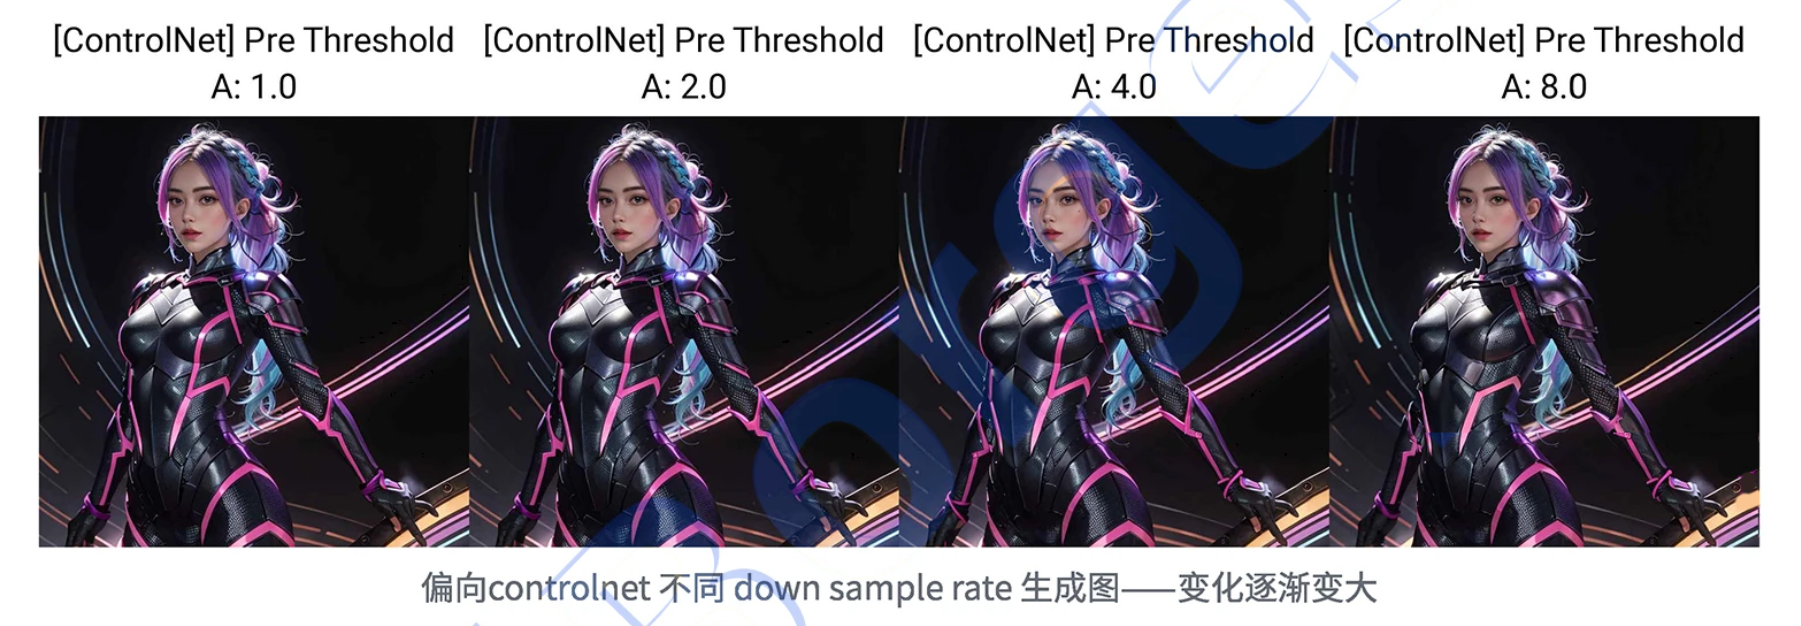 [ControlNet] Pre Threshold A: 1.0
[ControlNet] Pre Threshold A: 2.0
[ControlNet] Pre Threshold A: 4.0
[ControlNet] Pre Threshold A: 8.0
偏向controlnet 不同 down sample rate 生成图——变化逐渐变大